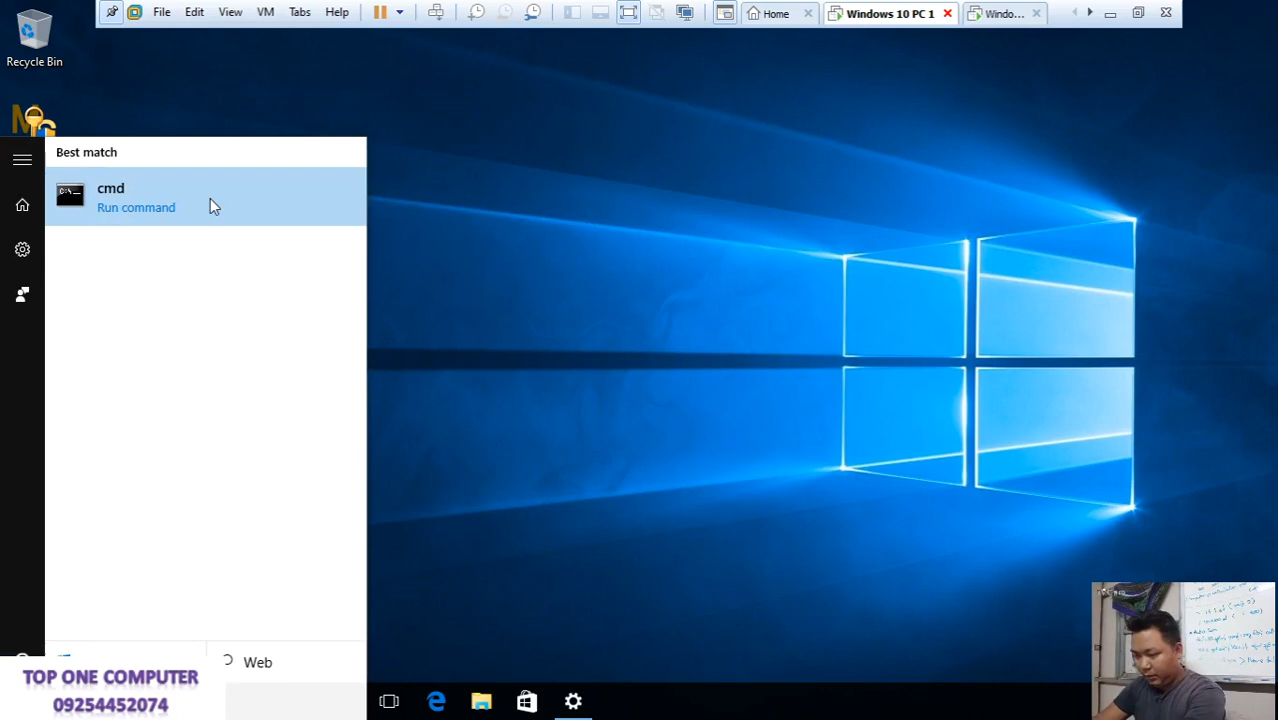 File Edit View VM Tabs Help
Home Windows 10 PC 1 Windo...
Recycle Bin
Best match
cmd
Run command
Web
TOP ONE COMPUTER
09254452074